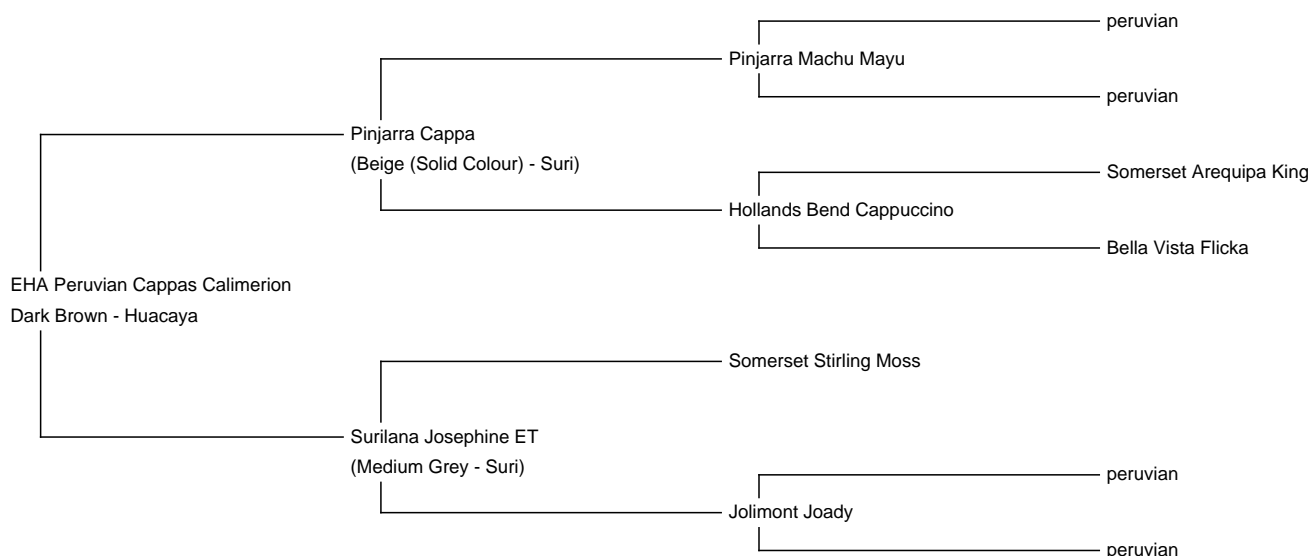 peruvian
Pinjarra Machu Mayu
peruvian
Pinjarra Cappa
(Beige (Solid Colour) - Suri)
Somerset Arequipa King
Hollands Bend Cappuccino
Bella Vista Flicka
EHA Peruvian Cappas Calimerion
Dark Brown - Huacaya
Somerset Stirling Moss
Surilana Josephine ET
(Medium Grey - Suri)
peruvian
Jolimont Joady
peruvian